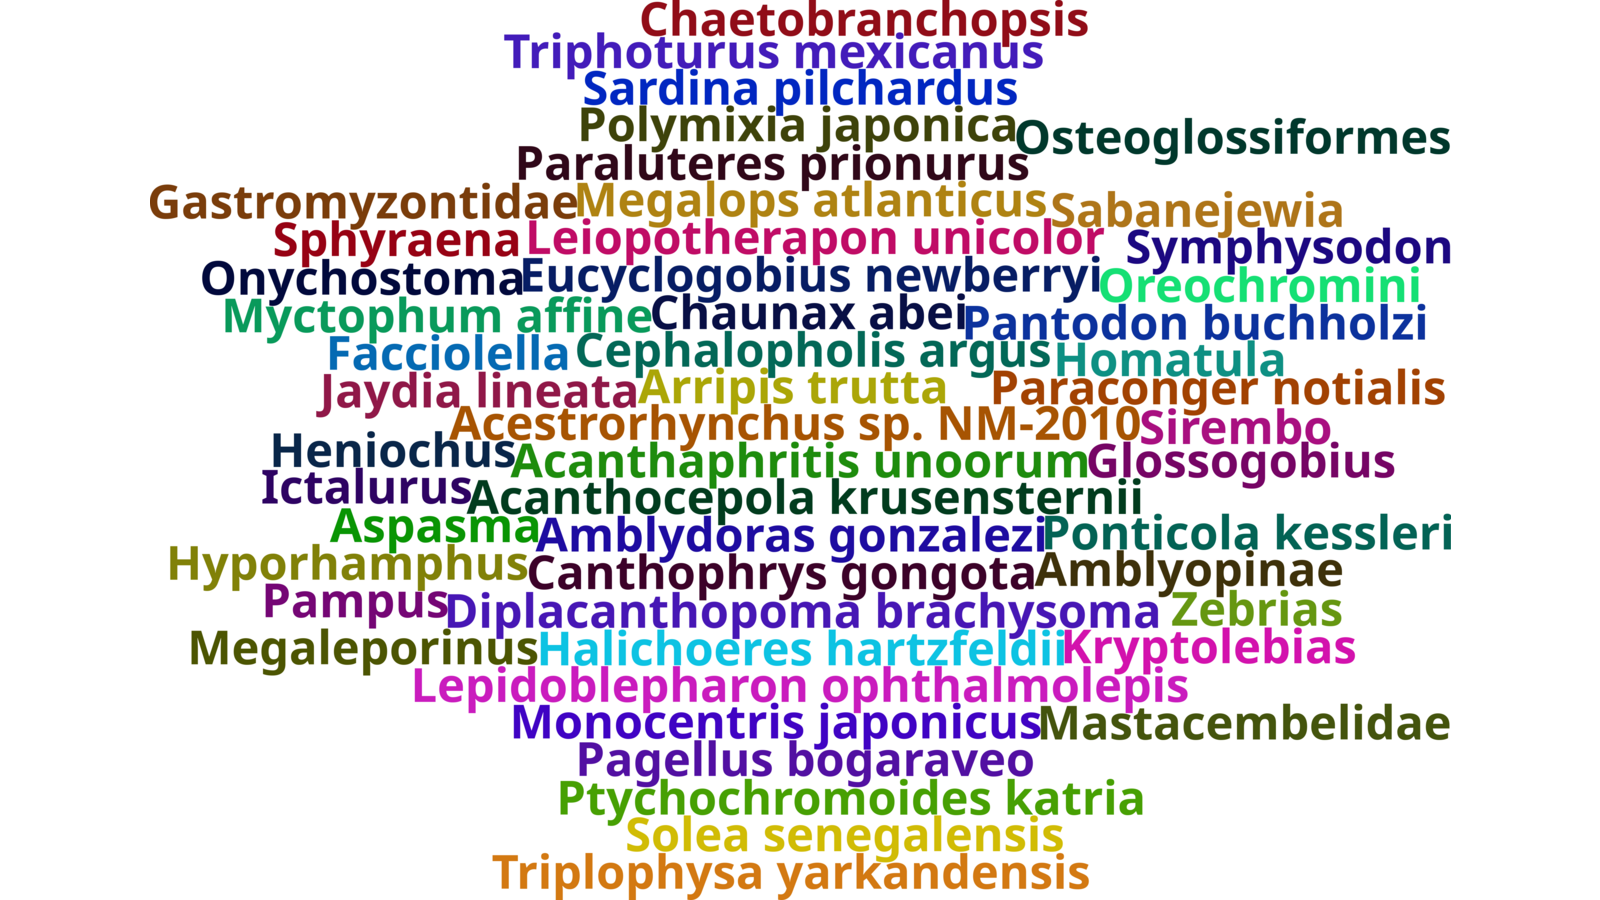 Chaetobranchopsis
Triphoturus mexicanus
Sardina pilchardus
Polymixia japonica Osteoglossiformes
Paraluteres prionurus
Gastromyzontidae Megalops atlanticus Sabanejewia
Sphyraena Leiopotherapon unicolor Symphysodon
Onychostoma Eucyclogobius newberryi Oreochromini
Myctophum affine Chaunax abei Pantodon buchholzi
Facciolella Cephalopholis argus Homatula
Jaydia lineata Arripis trutta Paraconger notialis
Acestrorhynchus sp. NM-2010 Sirembo
Heniochus Acanthaphritis unoorum Glossogobius
Ictalurus Acanthocepola krusensternii
Aspasma Amblydoras gonzalezi Ponticola kessleri
Hyporhamphus Canthophrys gongota Amblyopinae
Pampus Diplacanthopoma brachysoma Zebrias
Megaleporinus Halichoeres hartzfeldii Kryptolebias
Lepidoblepharon ophthalmolepis
Monocentris japonicus Mastacembelidae
Pagellus bogaraveo
Ptychochromoides katria
Solea senegalensis
Triplophysa yarkandensis